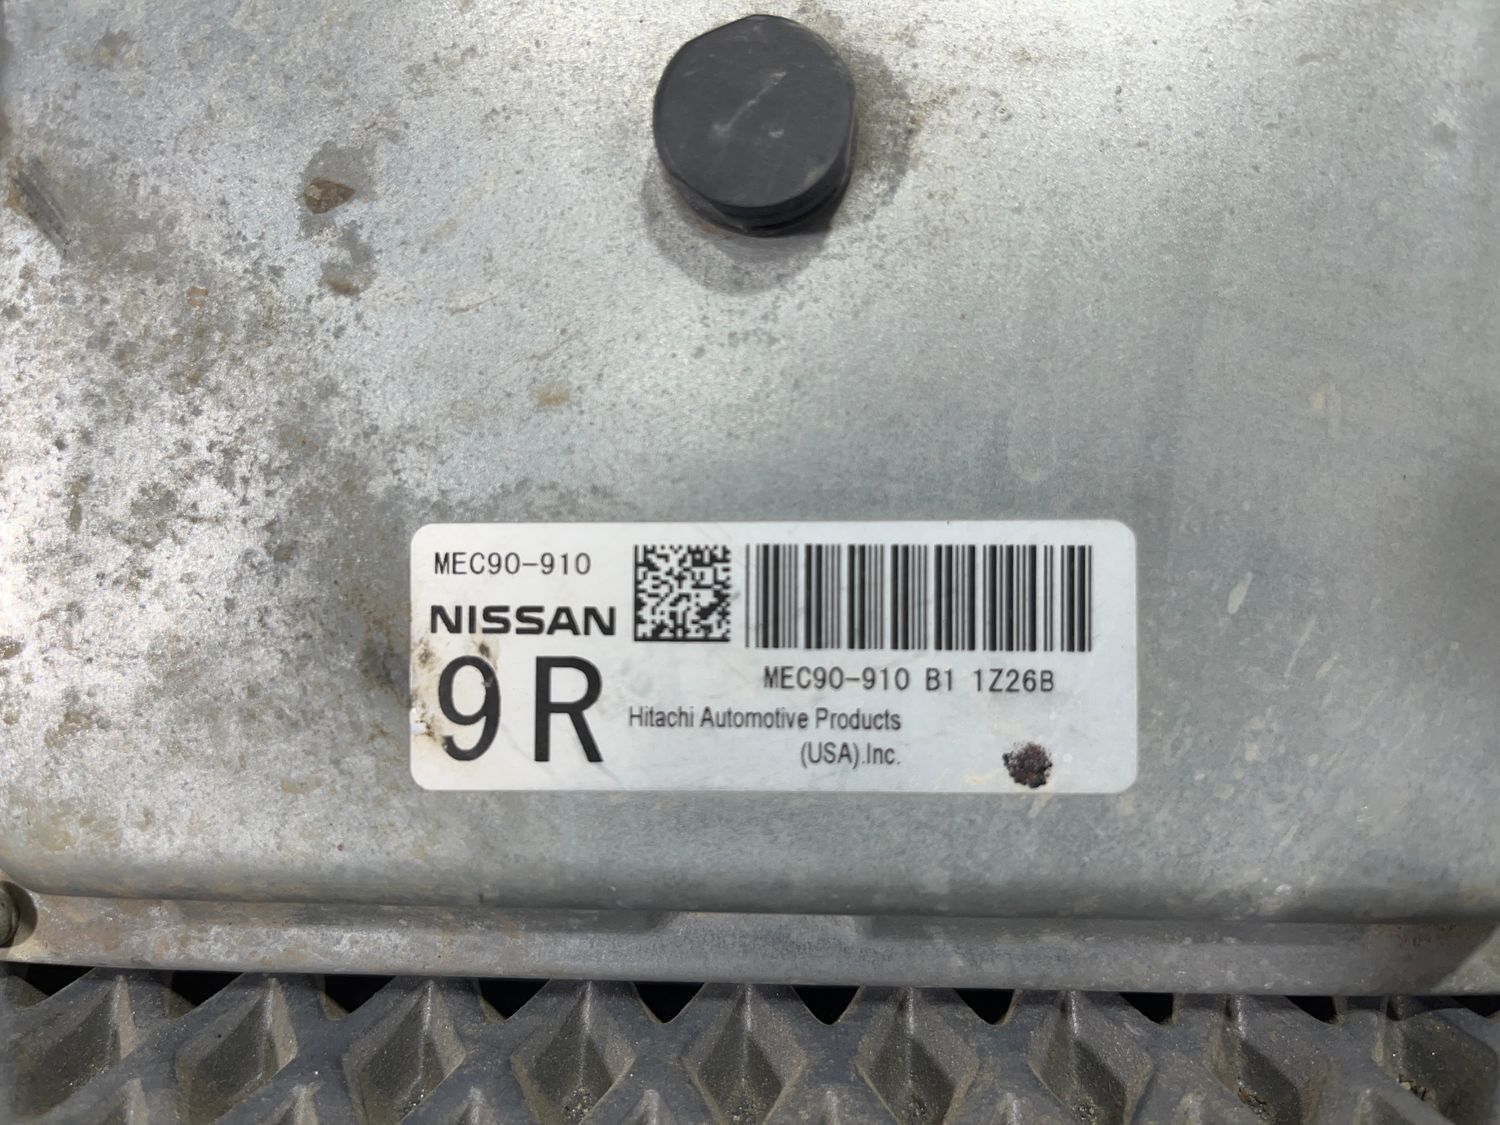 MEC90-910
NISSAN
9R
MEC90-910 B1 1Z26B
Hitachi Automotive Products
(USA).Inc.